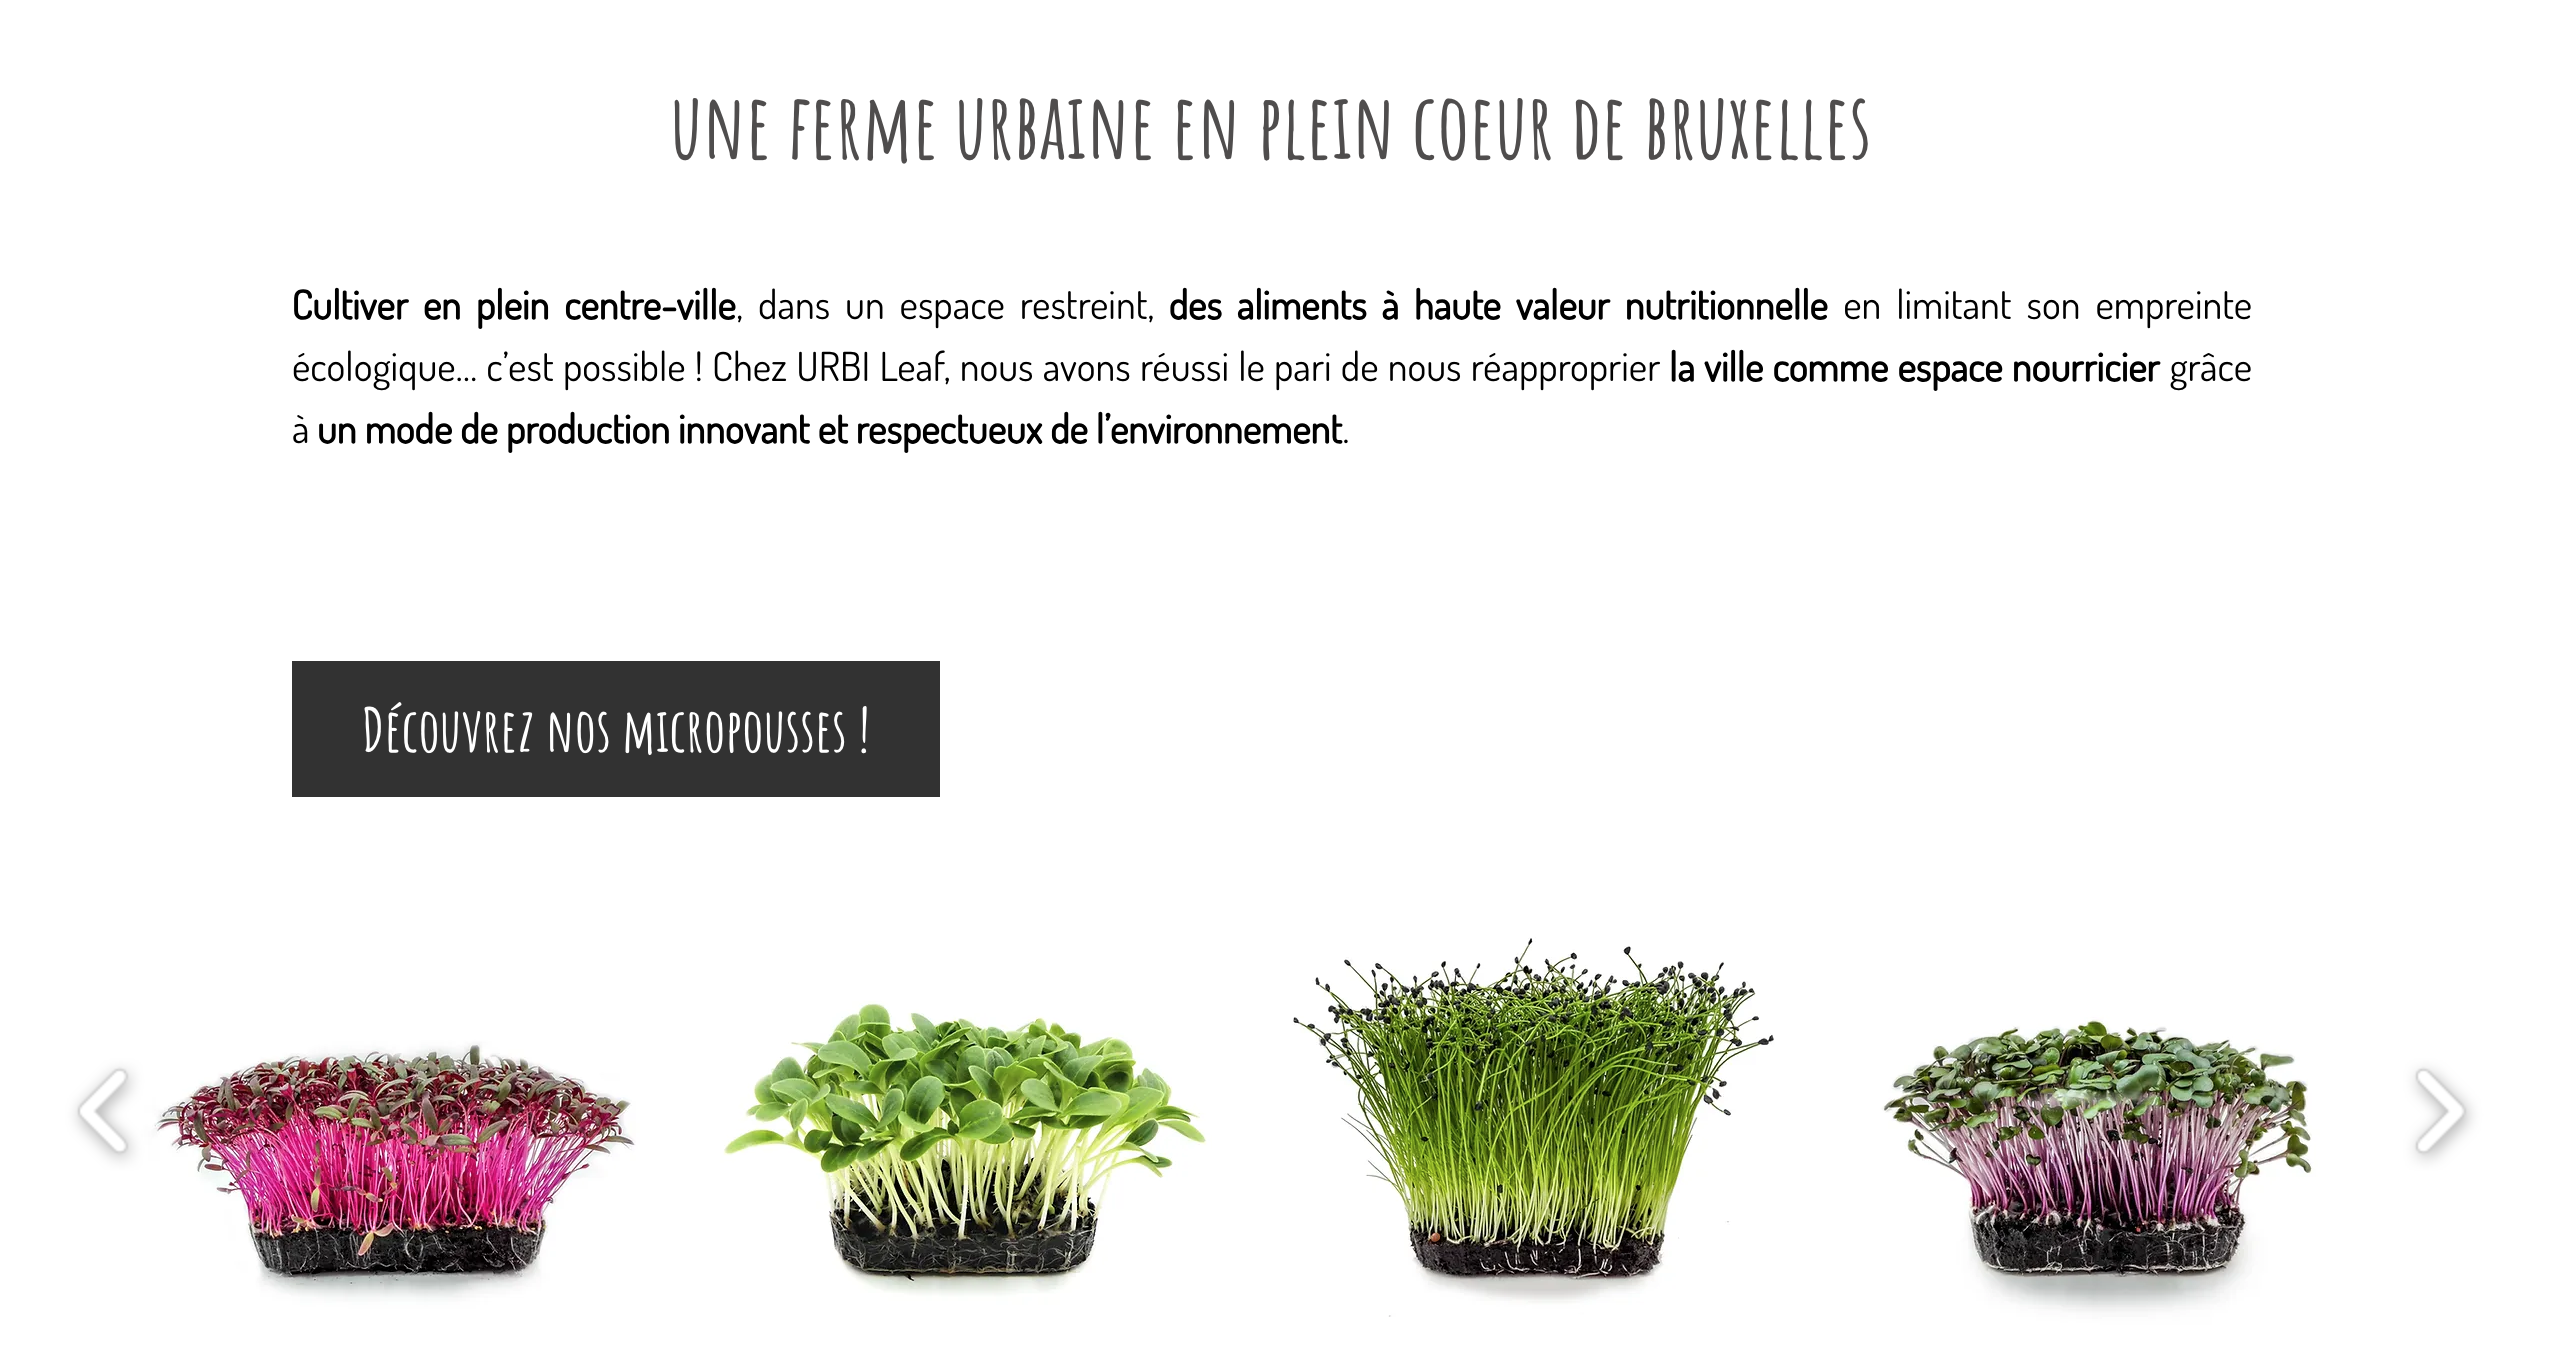 UNE FERME URBAINE EN PLEIN COEUR DE BRUXELLES
Cultiver en plein centre-ville, dans un espace restreint, des aliments à haute valeur nutritionnelle en limitant son empreinte
écologique... c’est possible ! Chez URBI Leaf, nous avons réussi le pari de nous réapproprier la ville comme espace nourricier grâce
à un mode de production innovant et respectueux de l’environnement.
Découvrez nos micropousses !